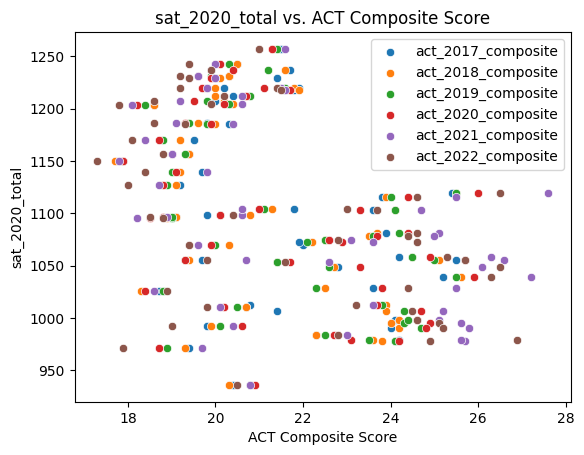 sat_2020_total vs. ACT Composite Score
1250
1200
1150
1100
1050
1000
950
sat_2020_total
act_2017_composite
act_2018_composite
act_2019_composite
act_2020_composite
act_2021_composite
act_2022_composite
18 20 22 24 26 28
ACT Composite Score